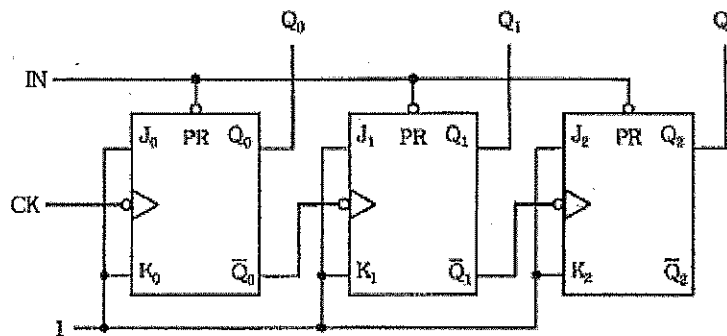 Q₀ Q₁ Q
IN
J₀ PR Q₀ J₁ PR Q₁ J₂ PR Q₂
CK
K₀ Q̅₀ K₁ Q̅₁ K₂ Q̅₂
1